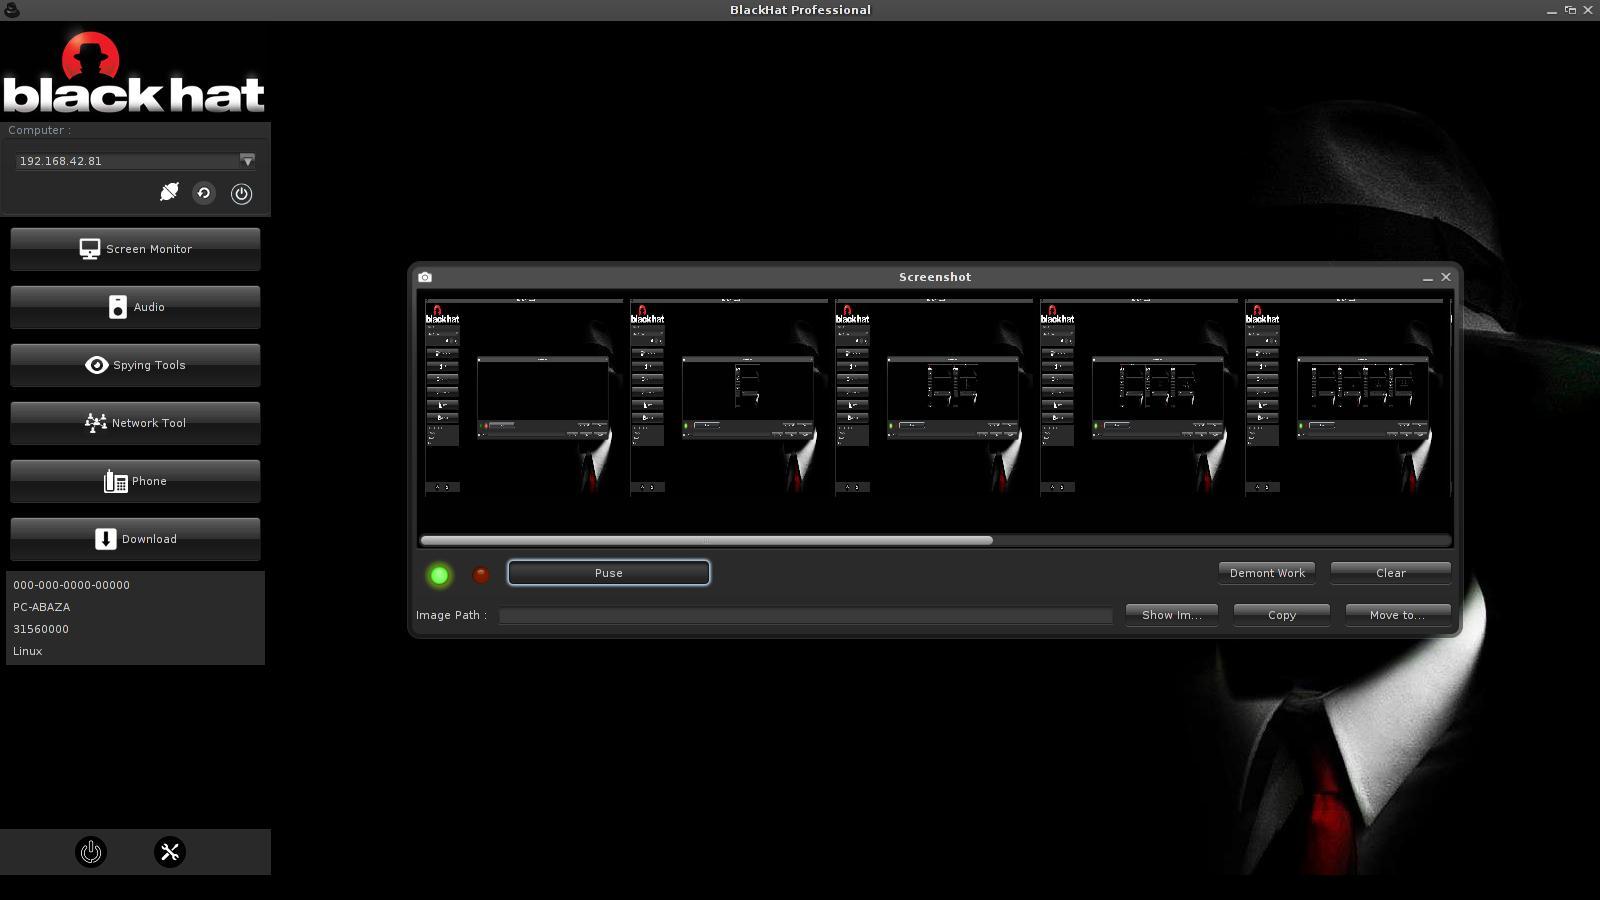 BlackHat Professional
black hat
Computer :
192.168.42.81
Screen Monitor
Audio
Spying Tools
Network Tool
Phone
Download
000-000-0000-00000
PC-ABAZA
31560000
Linux
Screenshot
blackhat
blackhat
blackhat
blackhat
blackhat
Puse
Demont Work
Clear
Image Path :
Show Im...
Copy
Move to...